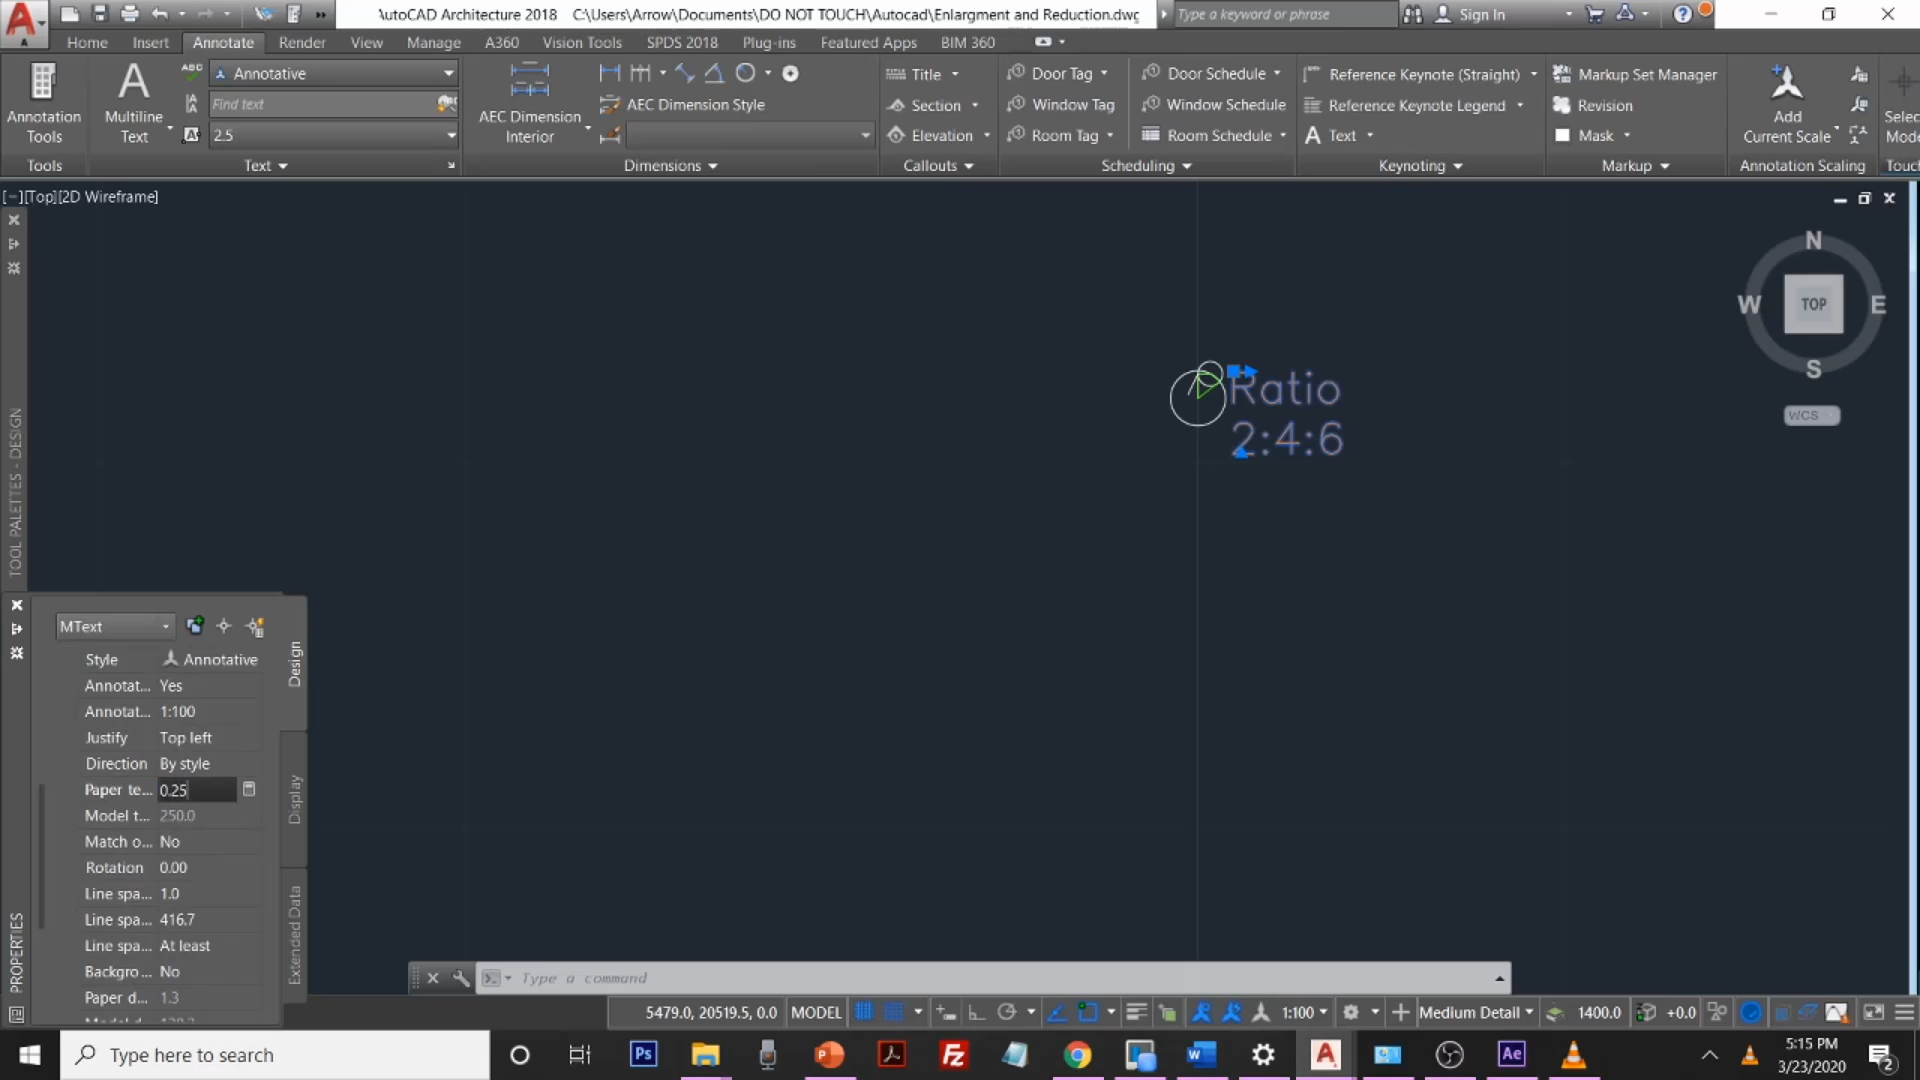 AutoCAD Architecture 2018 C:\Users\Arrow\Documents\DO NOT TOUCH\Autocad\Enlargment and Reduction.dwg
Type a keyword or phrase
Sign In
Home Insert Annotate Render View Manage A360 Vision Tools SPDS 2018 Plug-ins Featured Apps BIM 360
Annotation Tools
Multiline Text
Annotative
Find text
2.5
AEC Dimension Interior
AEC Dimension Style
Title
Section
Elevation
Door Tag
Window Tag
Room Tag
Door Schedule
Window Schedule
Room Schedule
Reference Keynote (Straight)
Reference Keynote Legend
Text
Markup Set Manager
Revision
Mask
Add Current Scale
Tools Text Dimensions Callouts Scheduling Keynoting Markup Annotation Scaling
[−][Top][2D Wireframe]
N
W TOP E
S
WCS
Ratio
2:4:6
TOOL PALETTES - DESIGN
MText
Style Annotative
Annotat... Yes
Annotat... 1:100
Justify Top left
Direction By style
Paper te... 0.25
Model t... 250.0
Match o... No
Rotation 0.00
Line spa... 1.0
Line spa... 416.7
Line spa... At least
Backgro... No
Paper d... 1.3
Design
Display
Extended Data
PROPERTIES
Type a command
5479.0, 20519.5, 0.0 MODEL 1:100 Medium Detail 1400.0 +0.0
Type here to search
5:15 PM
3/23/2020
2